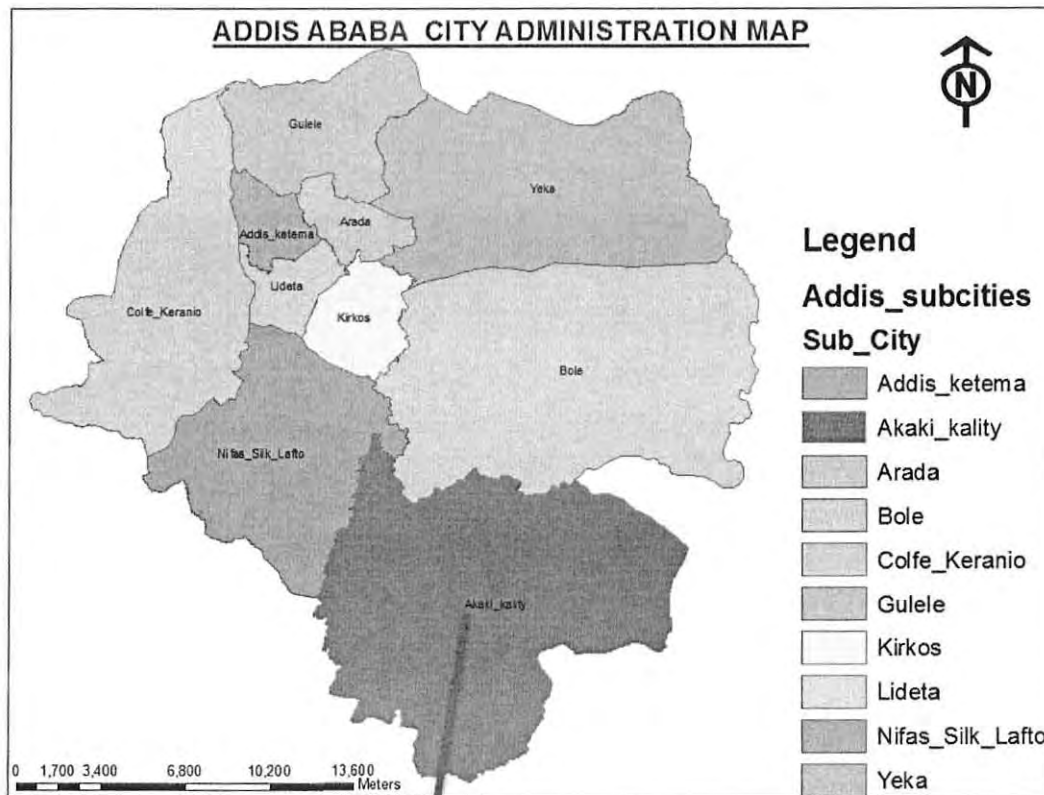 ADDIS ABABA CITY ADMINISTRATION MAP
N
Gulele
Yeka
Arada
Addis_ketema
Lideta
Colfe_Keranio
Kirkos
Bole
Nifas_Silk_Lafto
Akaki_kality
Legend
Addis_subcities
Sub_City
Addis_ketema
Akaki_kality
Arada
Bole
Colfe_Keranio
Gulele
Kirkos
Lideta
Nifas_Silk_Lafto
Yeka
0 1,700 3,400 6,800 10,200 13,600
Meters